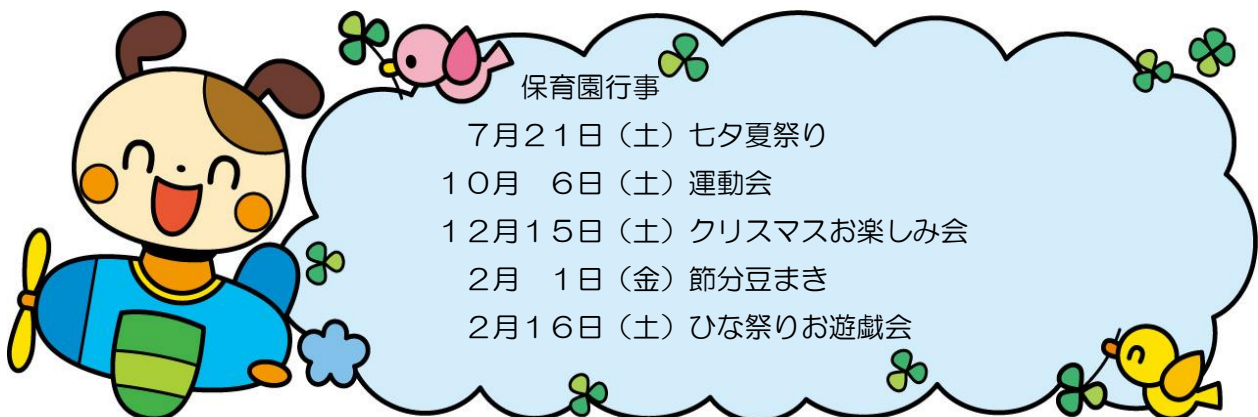 保育園行事
７月２１日（土）七夕夏祭り
１０月　６日（土）運動会
１２月１５日（土）クリスマスお楽しみ会
２月　１日（金）節分豆まき
２月１６日（土）ひな祭りお遊戯会